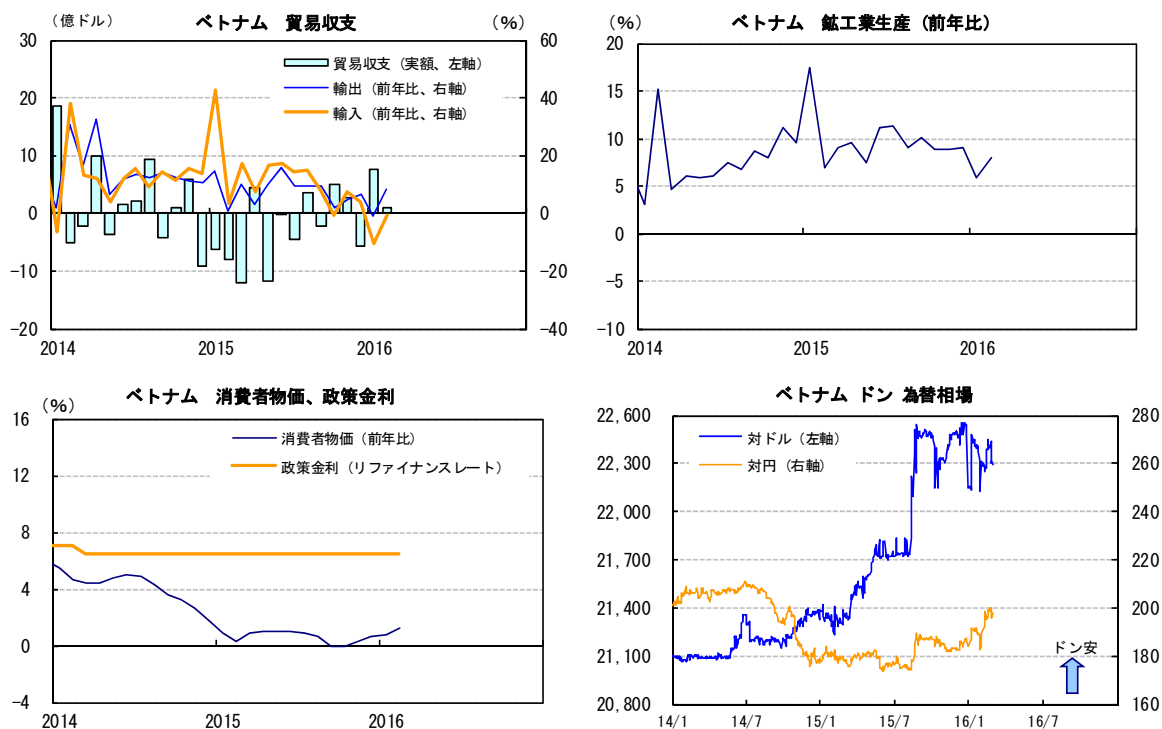 ベトナム 貿易収支
（億ドル）
（%）
貿易収支（実額、左軸）
輸出（前年比、右軸）
輸入（前年比、右軸）
30
20
10
0
-10
-20
60
40
20
0
-20
-40
2014 2015 2016
ベトナム 鉱工業生産（前年比）
（%）
20
15
10
5
0
-5
-10
2014 2015 2016
ベトナム 消費者物価、政策金利
（%）
消費者物価（前年比）
政策金利（リファイナンスレート）
16
12
8
4
0
-4
2014 2015 2016
ベトナム ドン 為替相場
対ドル（左軸）
対円（右軸）
22,600
22,300
22,000
21,700
21,400
21,100
20,800
280
260
240
220
200
180
160
ドン安
14/1 14/7 15/1 15/7 16/1 16/7